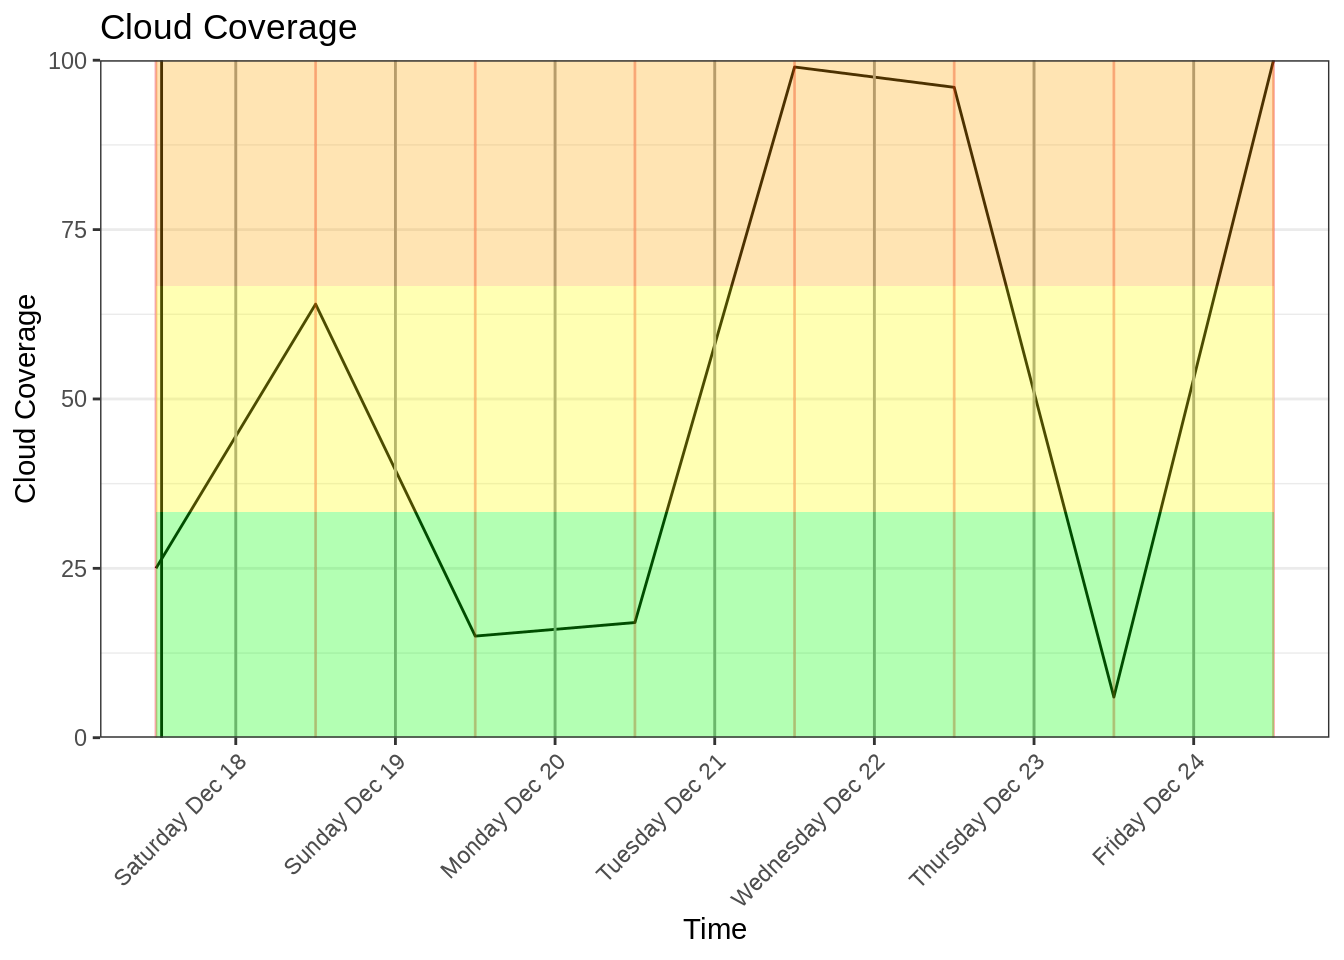 Cloud Coverage
Cloud Coverage
100
75
50
25
0
Saturday Dec 18
Sunday Dec 19
Monday Dec 20
Tuesday Dec 21
Wednesday Dec 22
Thursday Dec 23
Friday Dec 24
Time